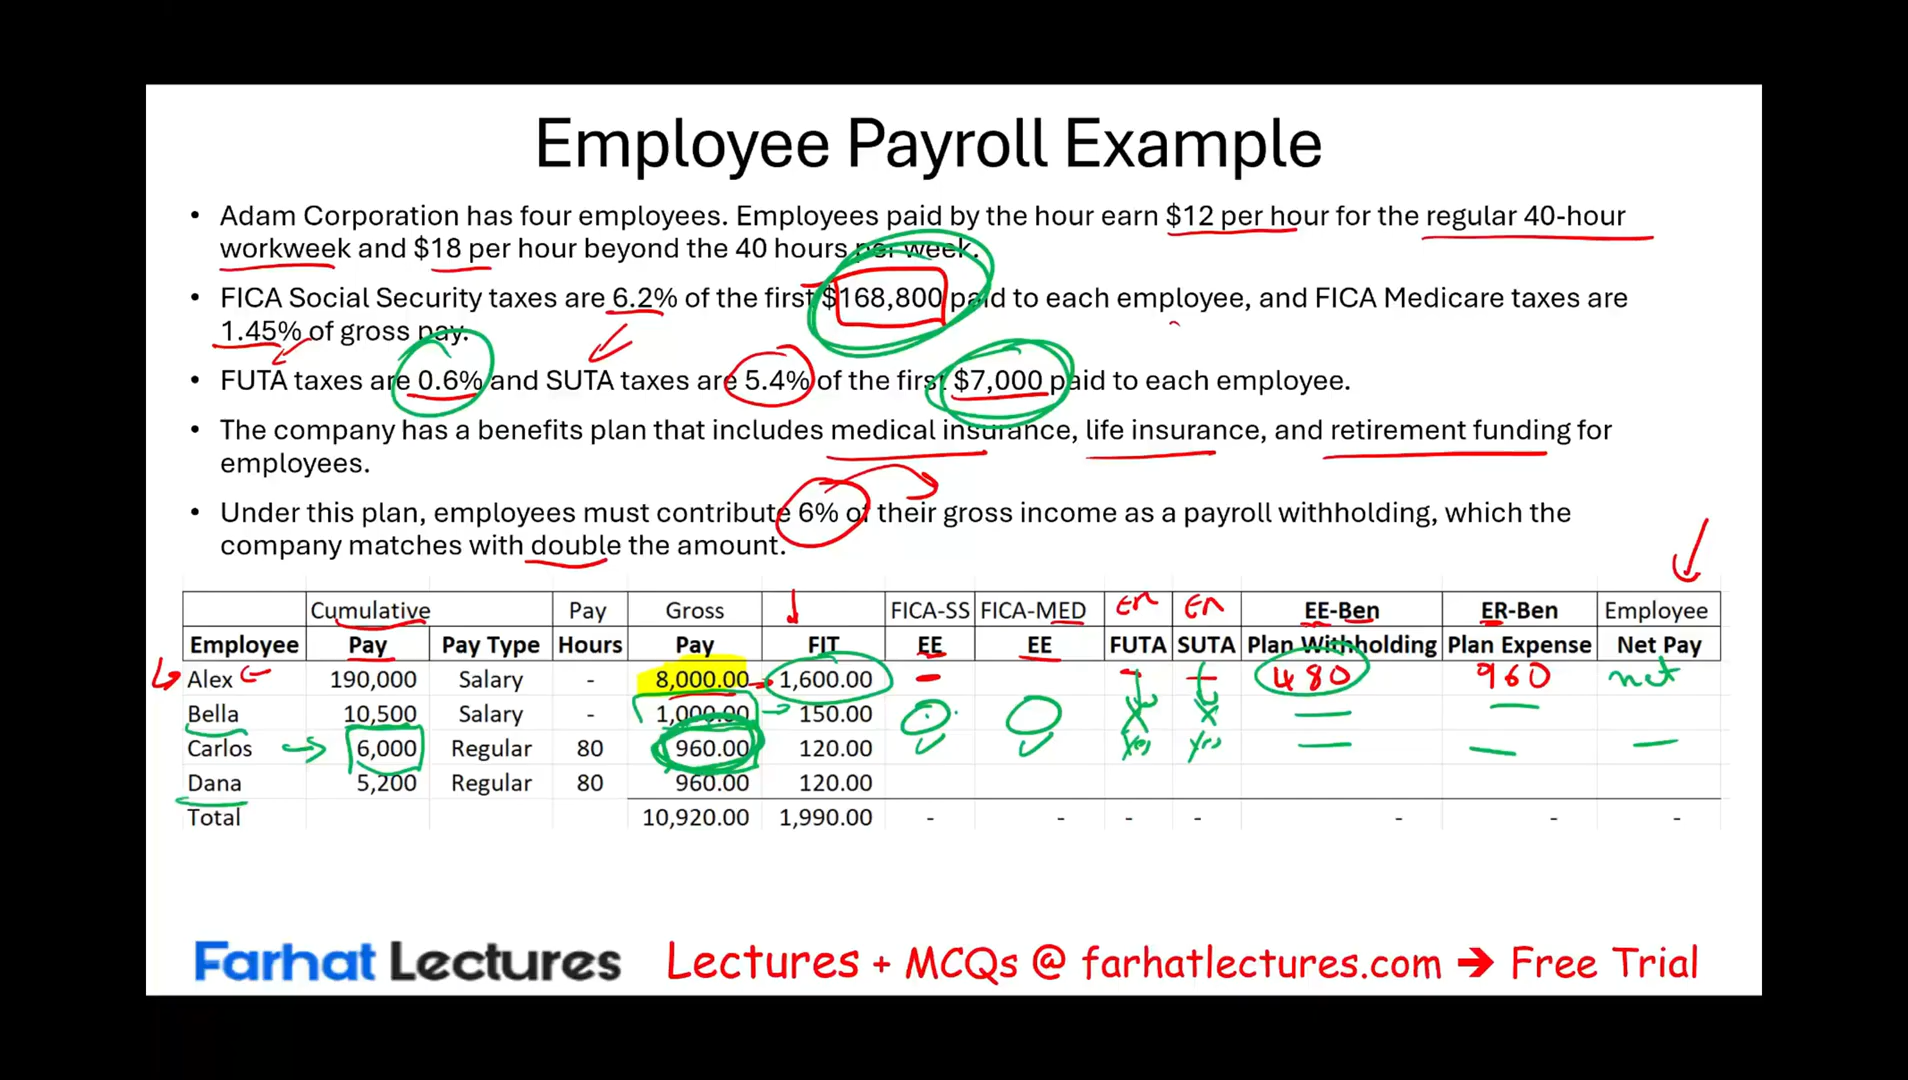 Employee Payroll Example
• Adam Corporation has four employees. Employees paid by the hour earn $12 per hour for the regular 40-hour
workweek and $18 per hour beyond the 40 hours per week.
• FICA Social Security taxes are 6.2% of the first $168,800 paid to each employee, and FICA Medicare taxes are
1.45% of gross pay.
• FUTA taxes are 0.6% and SUTA taxes are 5.4% of the first $7,000 paid to each employee.
• The company has a benefits plan that includes medical insurance, life insurance, and retirement funding for
employees.
• Under this plan, employees must contribute 6% of their gross income as a payroll withholding, which the
company matches with double the amount.
Cumulative Pay Gross FICA-SS FICA-MED ER ER EE-Ben ER-Ben Employee
Employee Pay Pay Type Hours Pay FIT EE EE FUTA SUTA Plan Withholding Plan Expense Net Pay
Alex 190,000 Salary - 8,000.00 1,600.00 - - - 480 960 net
Bella 10,500 Salary - 1,000.00 150.00 X X
Carlos 6,000 Regular 80 960.00 120.00 yes yes
Dana 5,200 Regular 80 960.00 120.00
Total 10,920.00 1,990.00 - - - - - - -
Farhat Lectures Lectures + MCQs @ farhatlectures.com → Free Trial